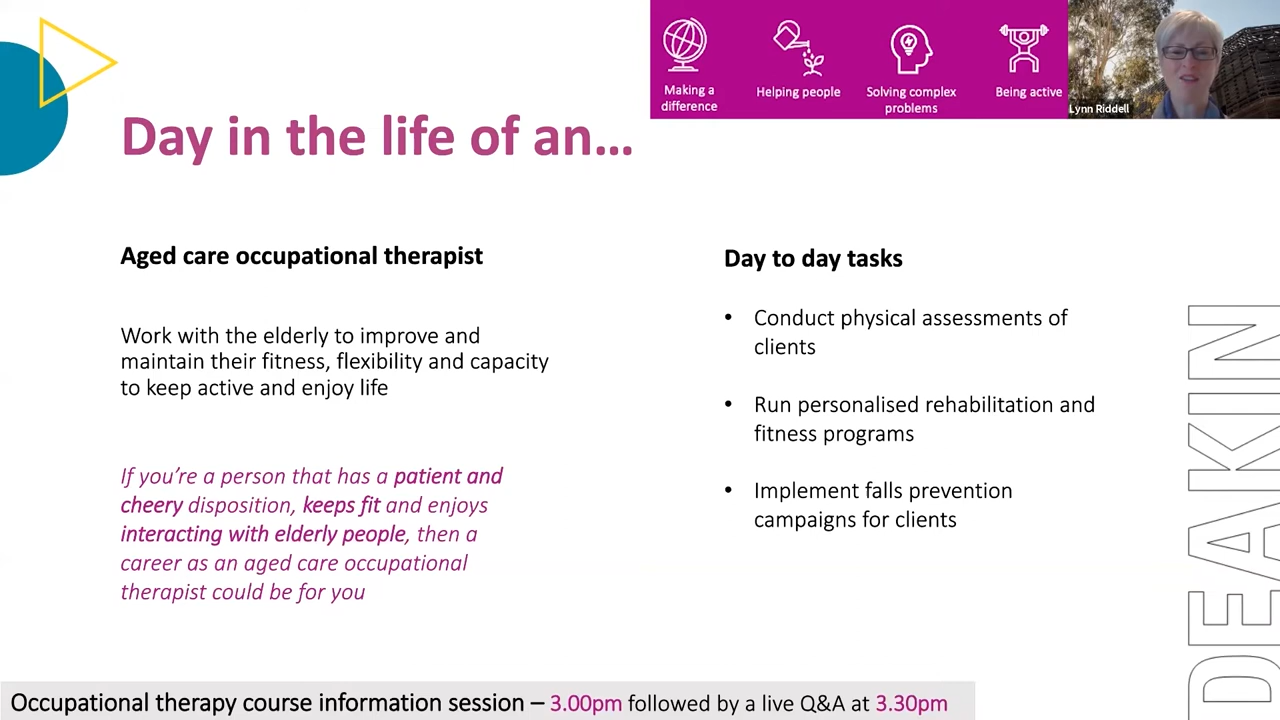 Making a
difference
Helping people
Solving complex
problems
Being active
Lynn Riddell
Day in the life of an...
Aged care occupational therapist
Work with the elderly to improve and
maintain their fitness, flexibility and capacity
to keep active and enjoy life
If you’re a person that has a patient and
cheery disposition, keeps fit and enjoys
interacting with elderly people, then a
career as an aged care occupational
therapist could be for you
Day to day tasks
• Conduct physical assessments of
clients
• Run personalised rehabilitation and
fitness programs
• Implement falls prevention
campaigns for clients
DEAKIN
Occupational therapy course information session – 3.00pm followed by a live Q&A at 3.30pm